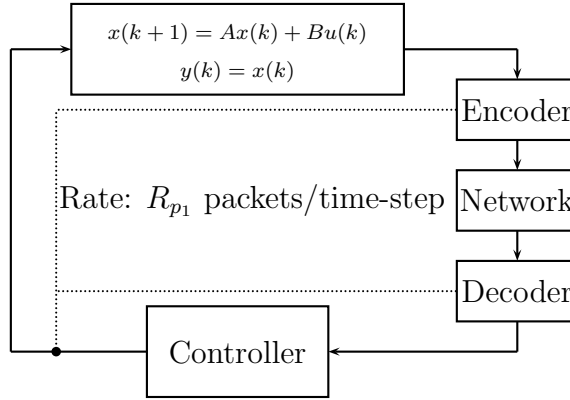 x(k + 1) = Ax(k) + Bu(k)
y(k) = x(k)
Encoder
Rate: R_{p_1} packets/time-step
Network
Decoder
Controller